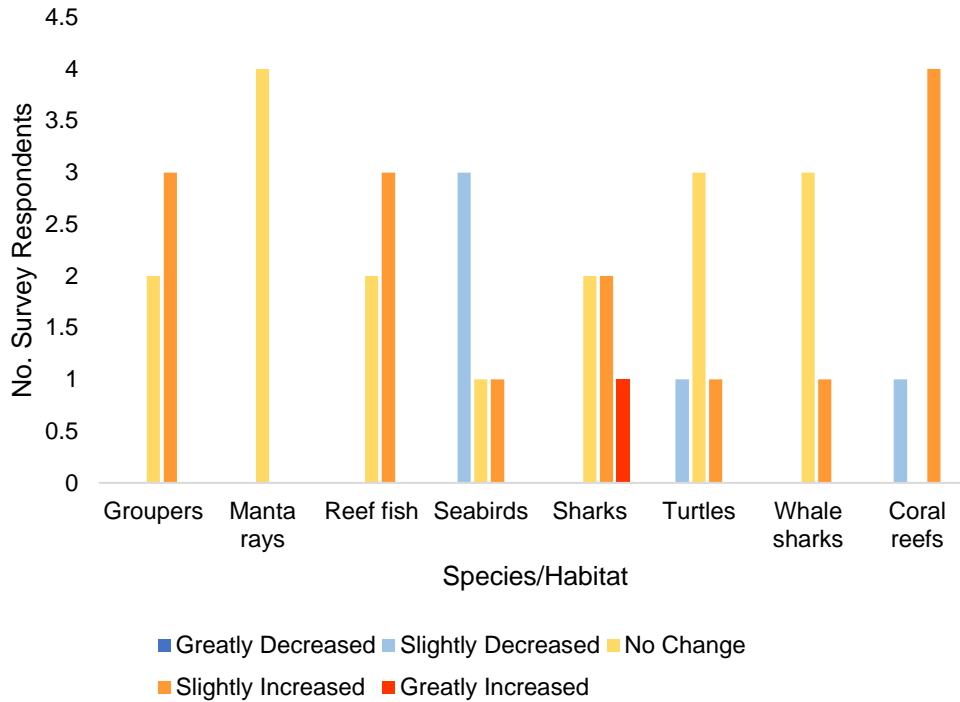 4.5
4
3.5
3
2.5
2
1.5
1
0.5
0
No. Survey Respondents
Groupers Manta rays Reef fish Seabirds Sharks Turtles Whale sharks Coral reefs
Species/Habitat
Greatly Decreased Slightly Decreased No Change
Slightly Increased Greatly Increased